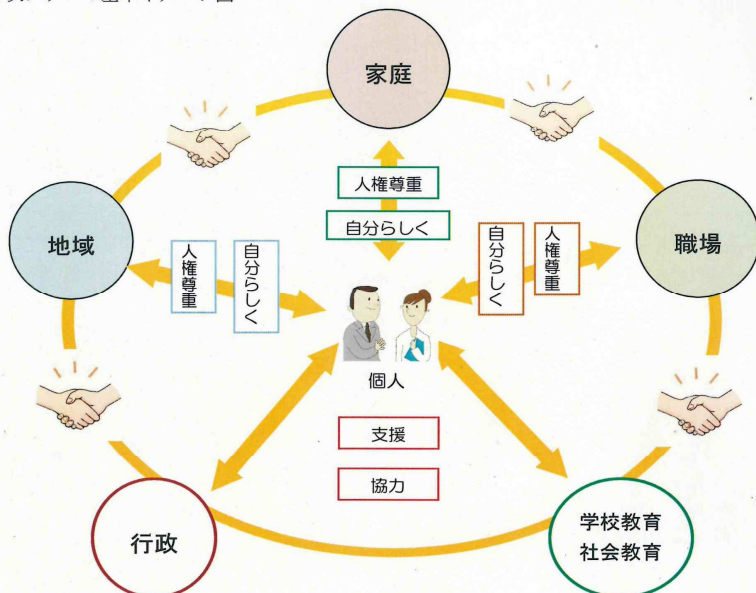 家庭
人権尊重
自分らしく
地域
人権尊重
自分らしく
自分らしく
人権尊重
職場
個人
支援
協力
行政
学校教育
社会教育